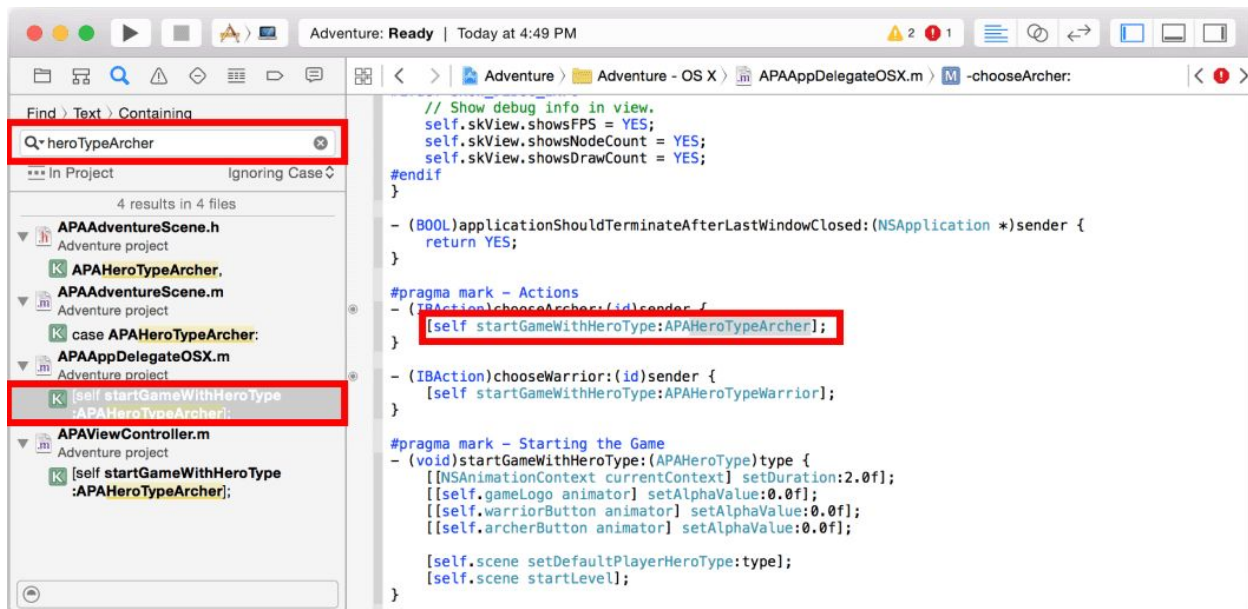 Adventure: Ready | Today at 4:49 PM
2
1
Adventure
Adventure - OS X
APAAppDelegateOSX.m
M -chooseArcher:
Find
Text
Containing
heroTypeArcher
In Project
Ignoring Case
4 results in 4 files
APAAdventureScene.h
Adventure project
K APAHeroTypeArcher,
APAAdventureScene.m
Adventure project
K case APAHeroTypeArcher:
APAAppDelegateOSX.m
Adventure project
K [self startGameWithHeroType
:APAHeroTypeArcher];
APAViewController.m
Adventure project
K [self startGameWithHeroType
:APAHeroTypeArcher];
// Show debug info in view.
self.skView.showsFPS = YES;
self.skView.showsNodeCount = YES;
self.skView.showsDrawCount = YES;
#endif
}
- (BOOL)applicationShouldTerminateAfterLastWindowClosed:(NSApplication *)sender {
return YES;
}
#pragma mark - Actions
- (IBAction)chooseArcher:(id)sender {
[self startGameWithHeroType:APAHeroTypeArcher];
}
- (IBAction)chooseWarrior:(id)sender {
[self startGameWithHeroType:APAHeroTypeWarrior];
}
#pragma mark - Starting the Game
- (void)startGameWithHeroType:(APAHeroType)type {
[[NSAnimationContext currentContext] setDuration:2.0f];
[[self.gameLogo animator] setAlphaValue:0.0f];
[[self.warriorButton animator] setAlphaValue:0.0f];
[[self.archerButton animator] setAlphaValue:0.0f];
[self.scene setDefaultPlayerHeroType:type];
[self.scene startLevel];
}